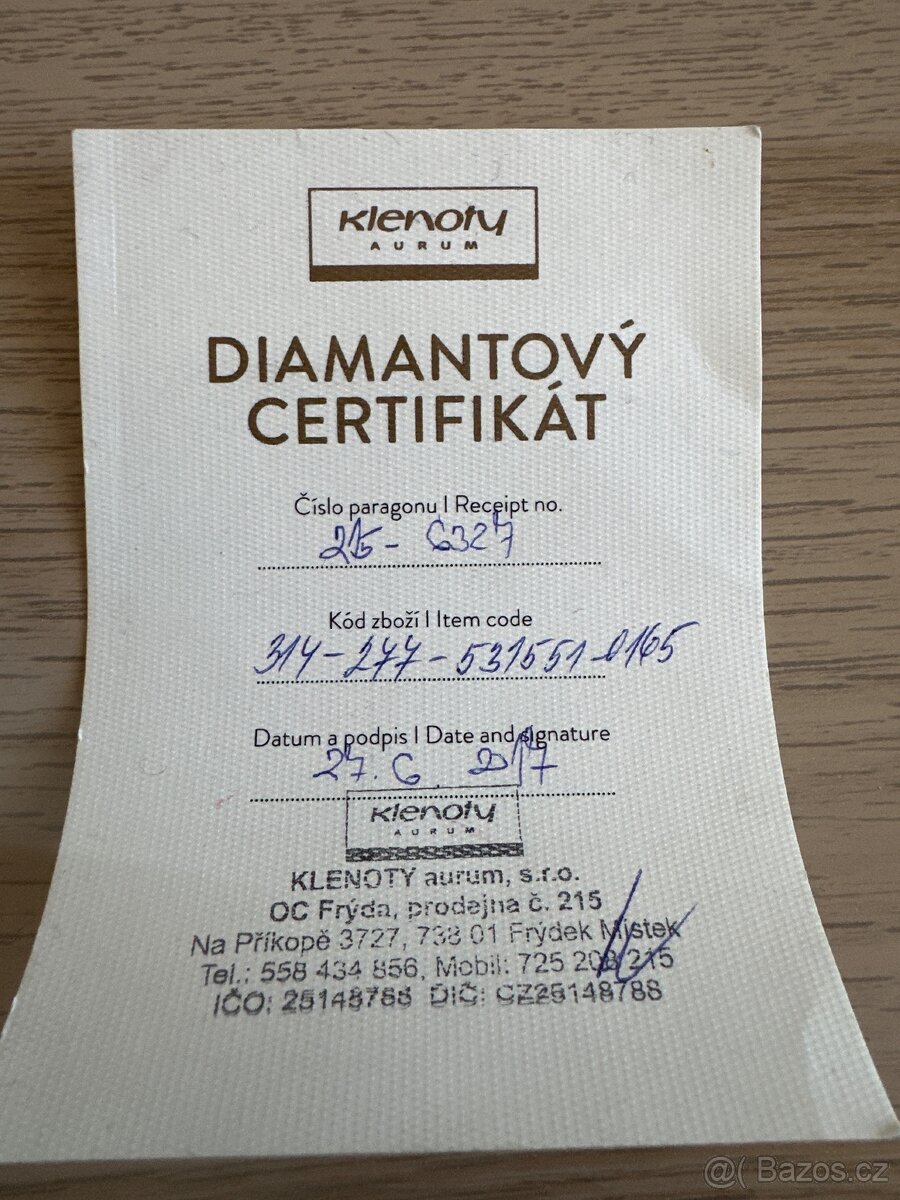 Klenoty
AURUM
DIAMANTOVÝ
CERTIFIKÁT
Číslo paragonu | Receipt no.
215- 6327
Kód zboží | Item code
314-277-531551-0165
Datum a podpis | Date and signature
27. 6. 2017
Klenoty
AURUM
KLENOTY aurum, s.r.o.
OC Frýda, prodejna č. 215
Na Příkopě 3727, 738 01 Frýdek Místek
Tel.: 558 434 856, Mobil: 725 208 215
IČO: 25148788 DIČ: CZ25148788
@( Bazos.cz